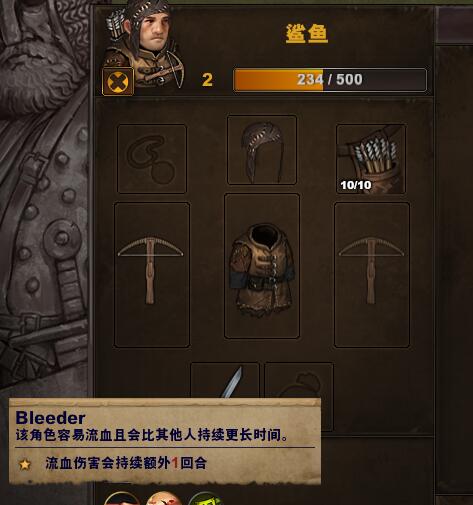 鲨鱼
2
234 / 500
10/10
Bleeder
该角色容易流血且会比其他人持续更长时间。
流血伤害会持续额外1回合